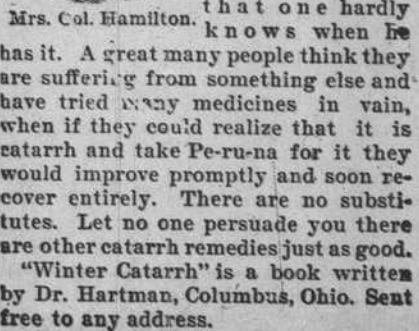 that one hardly
Mrs. Col. Hamilton.
knows when he
has it. A great many people think they
are suffering from something else and
have tried many medicines in vain,
when if they could realize that it is
catarrh and take Pe-ru-na for it they
would improve promptly and soon re-
cover entirely. There are no substi-
tutes. Let no one persuade you there
are other catarrh remedies just as good.
"Winter Catarrh" is a book written
by Dr. Hartman, Columbus, Ohio. Sent
free to any address.